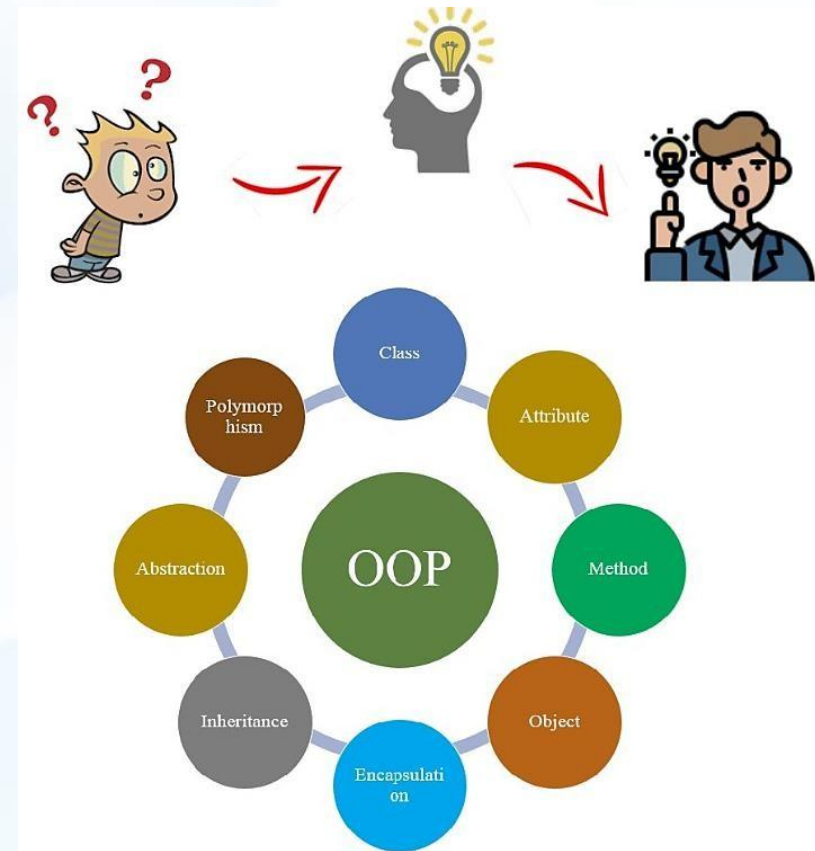 ?
?
Class
Polymorp
hism
Attribute
Abstraction
OOP
Method
Inheritance
Object
Encapsulati
on